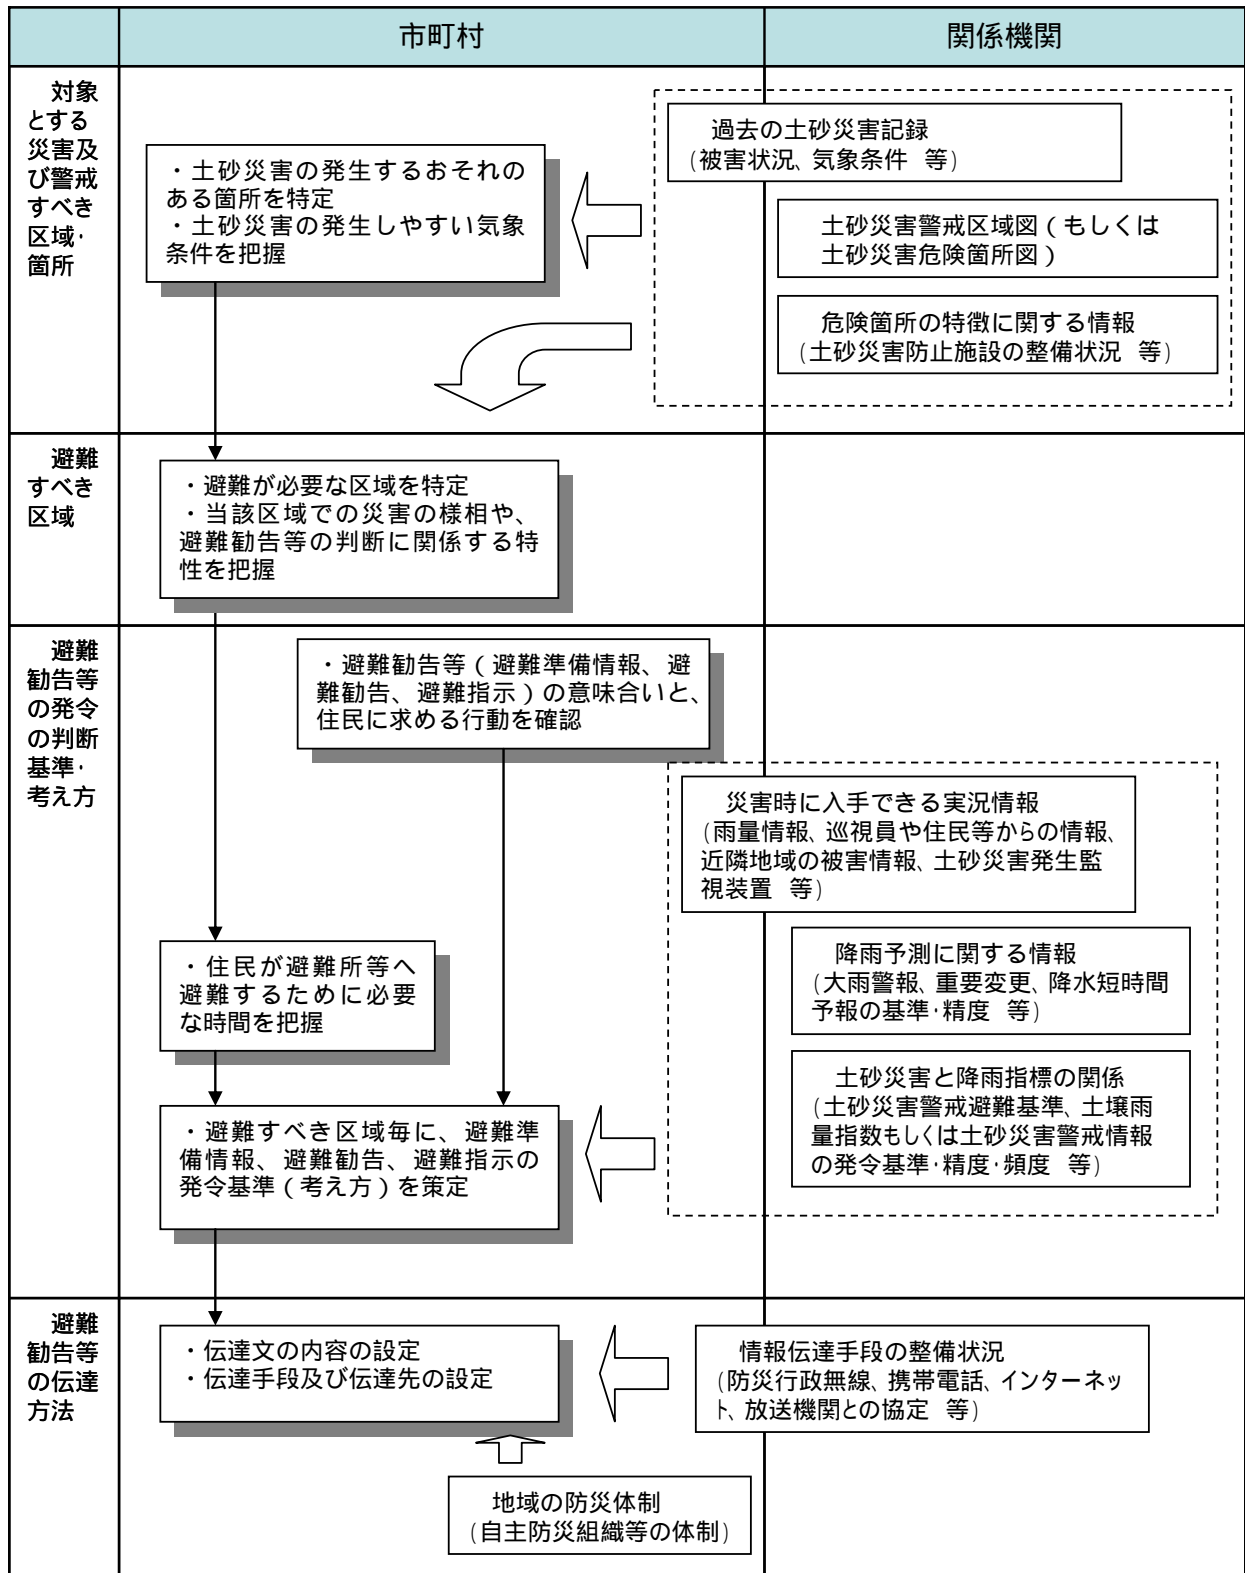 市町村
関係機関
対象
とする
災害及
び警戒
すべき
区域・
箇所
・土砂災害の発生するおそれの
ある箇所を特定
・土砂災害の発生しやすい気象
条件を把握
過去の土砂災害記録
(被害状況、気象条件 等)
土砂災害警戒区域図(もしくは
土砂災害危険箇所図)
危険箇所の特徴に関する情報
(土砂災害防止施設の整備状況 等)
避難
すべき
区域
・避難が必要な区域を特定
・当該区域での災害の様相や、
避難勧告等の判断に関係する特
性を把握
避難
勧告等
の発令
の判断
基準・
考え方
・避難勧告等(避難準備情報、避
難勧告、避難指示)の意味合いと、
住民に求める行動を確認
災害時に入手できる実況情報
(雨量情報、巡視員や住民等からの情報、
近隣地域の被害情報、土砂災害発生監
視装置 等)
・住民が避難所等へ
避難するために必要
な時間を把握
降雨予測に関する情報
(大雨警報、重要変更、降水短時間
予報の基準・精度 等)
土砂災害と降雨指標の関係
(土砂災害警戒避難基準、土壌雨
量指数もしくは土砂災害警戒情報
の発令基準・精度・頻度 等)
・避難すべき区域毎に、避難準
備情報、避難勧告、避難指示の
発令基準(考え方)を策定
避難
勧告等
の伝達
方法
・伝達文の内容の設定
・伝達手段及び伝達先の設定
情報伝達手段の整備状況
(防災行政無線、携帯電話、インターネッ
ト、放送機関との協定 等)
地域の防災体制
(自主防災組織等の体制)